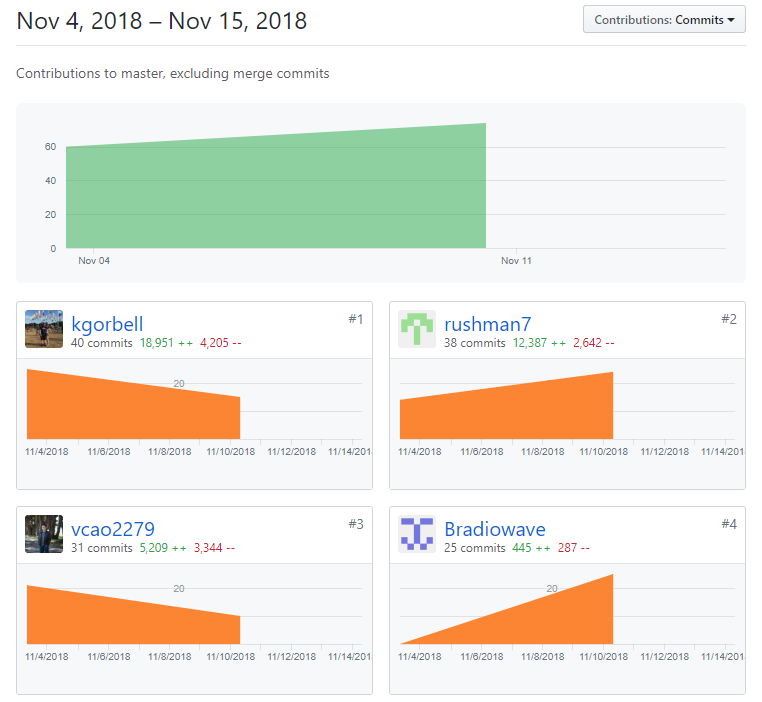 Nov 4, 2018 – Nov 15, 2018
Contributions: Commits
Contributions to master, excluding merge commits
60
40
20
0
Nov 04 Nov 11
kgorbell #1
40 commits 18,951 ++ 4,205 --
20
11/4/2018 11/6/2018 11/8/2018 11/10/2018 11/12/2018 11/14/201
rushman7 #2
38 commits 12,387 ++ 2,642 --
11/4/2018 11/6/2018 11/8/2018 11/10/2018 11/12/2018 11/14/201
vcao2279 #3
31 commits 5,209 ++ 3,344 --
20
11/4/2018 11/6/2018 11/8/2018 11/10/2018 11/12/2018 11/14/201
Bradiowave #4
25 commits 445 ++ 287 --
20
11/4/2018 11/6/2018 11/8/2018 11/10/2018 11/12/2018 11/14/201